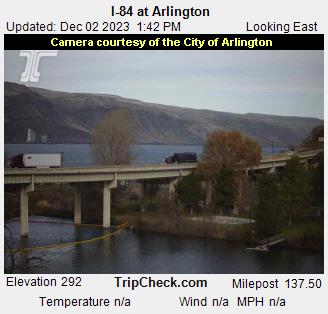 I-84 at Arlington
Updated: Dec 02 2023 1:42 PM Looking East
Camera courtesy of the City of Arlington
Elevation 292 TripCheck.com Milepost 137.50
Temperature n/a Wind n/a MPH n/a